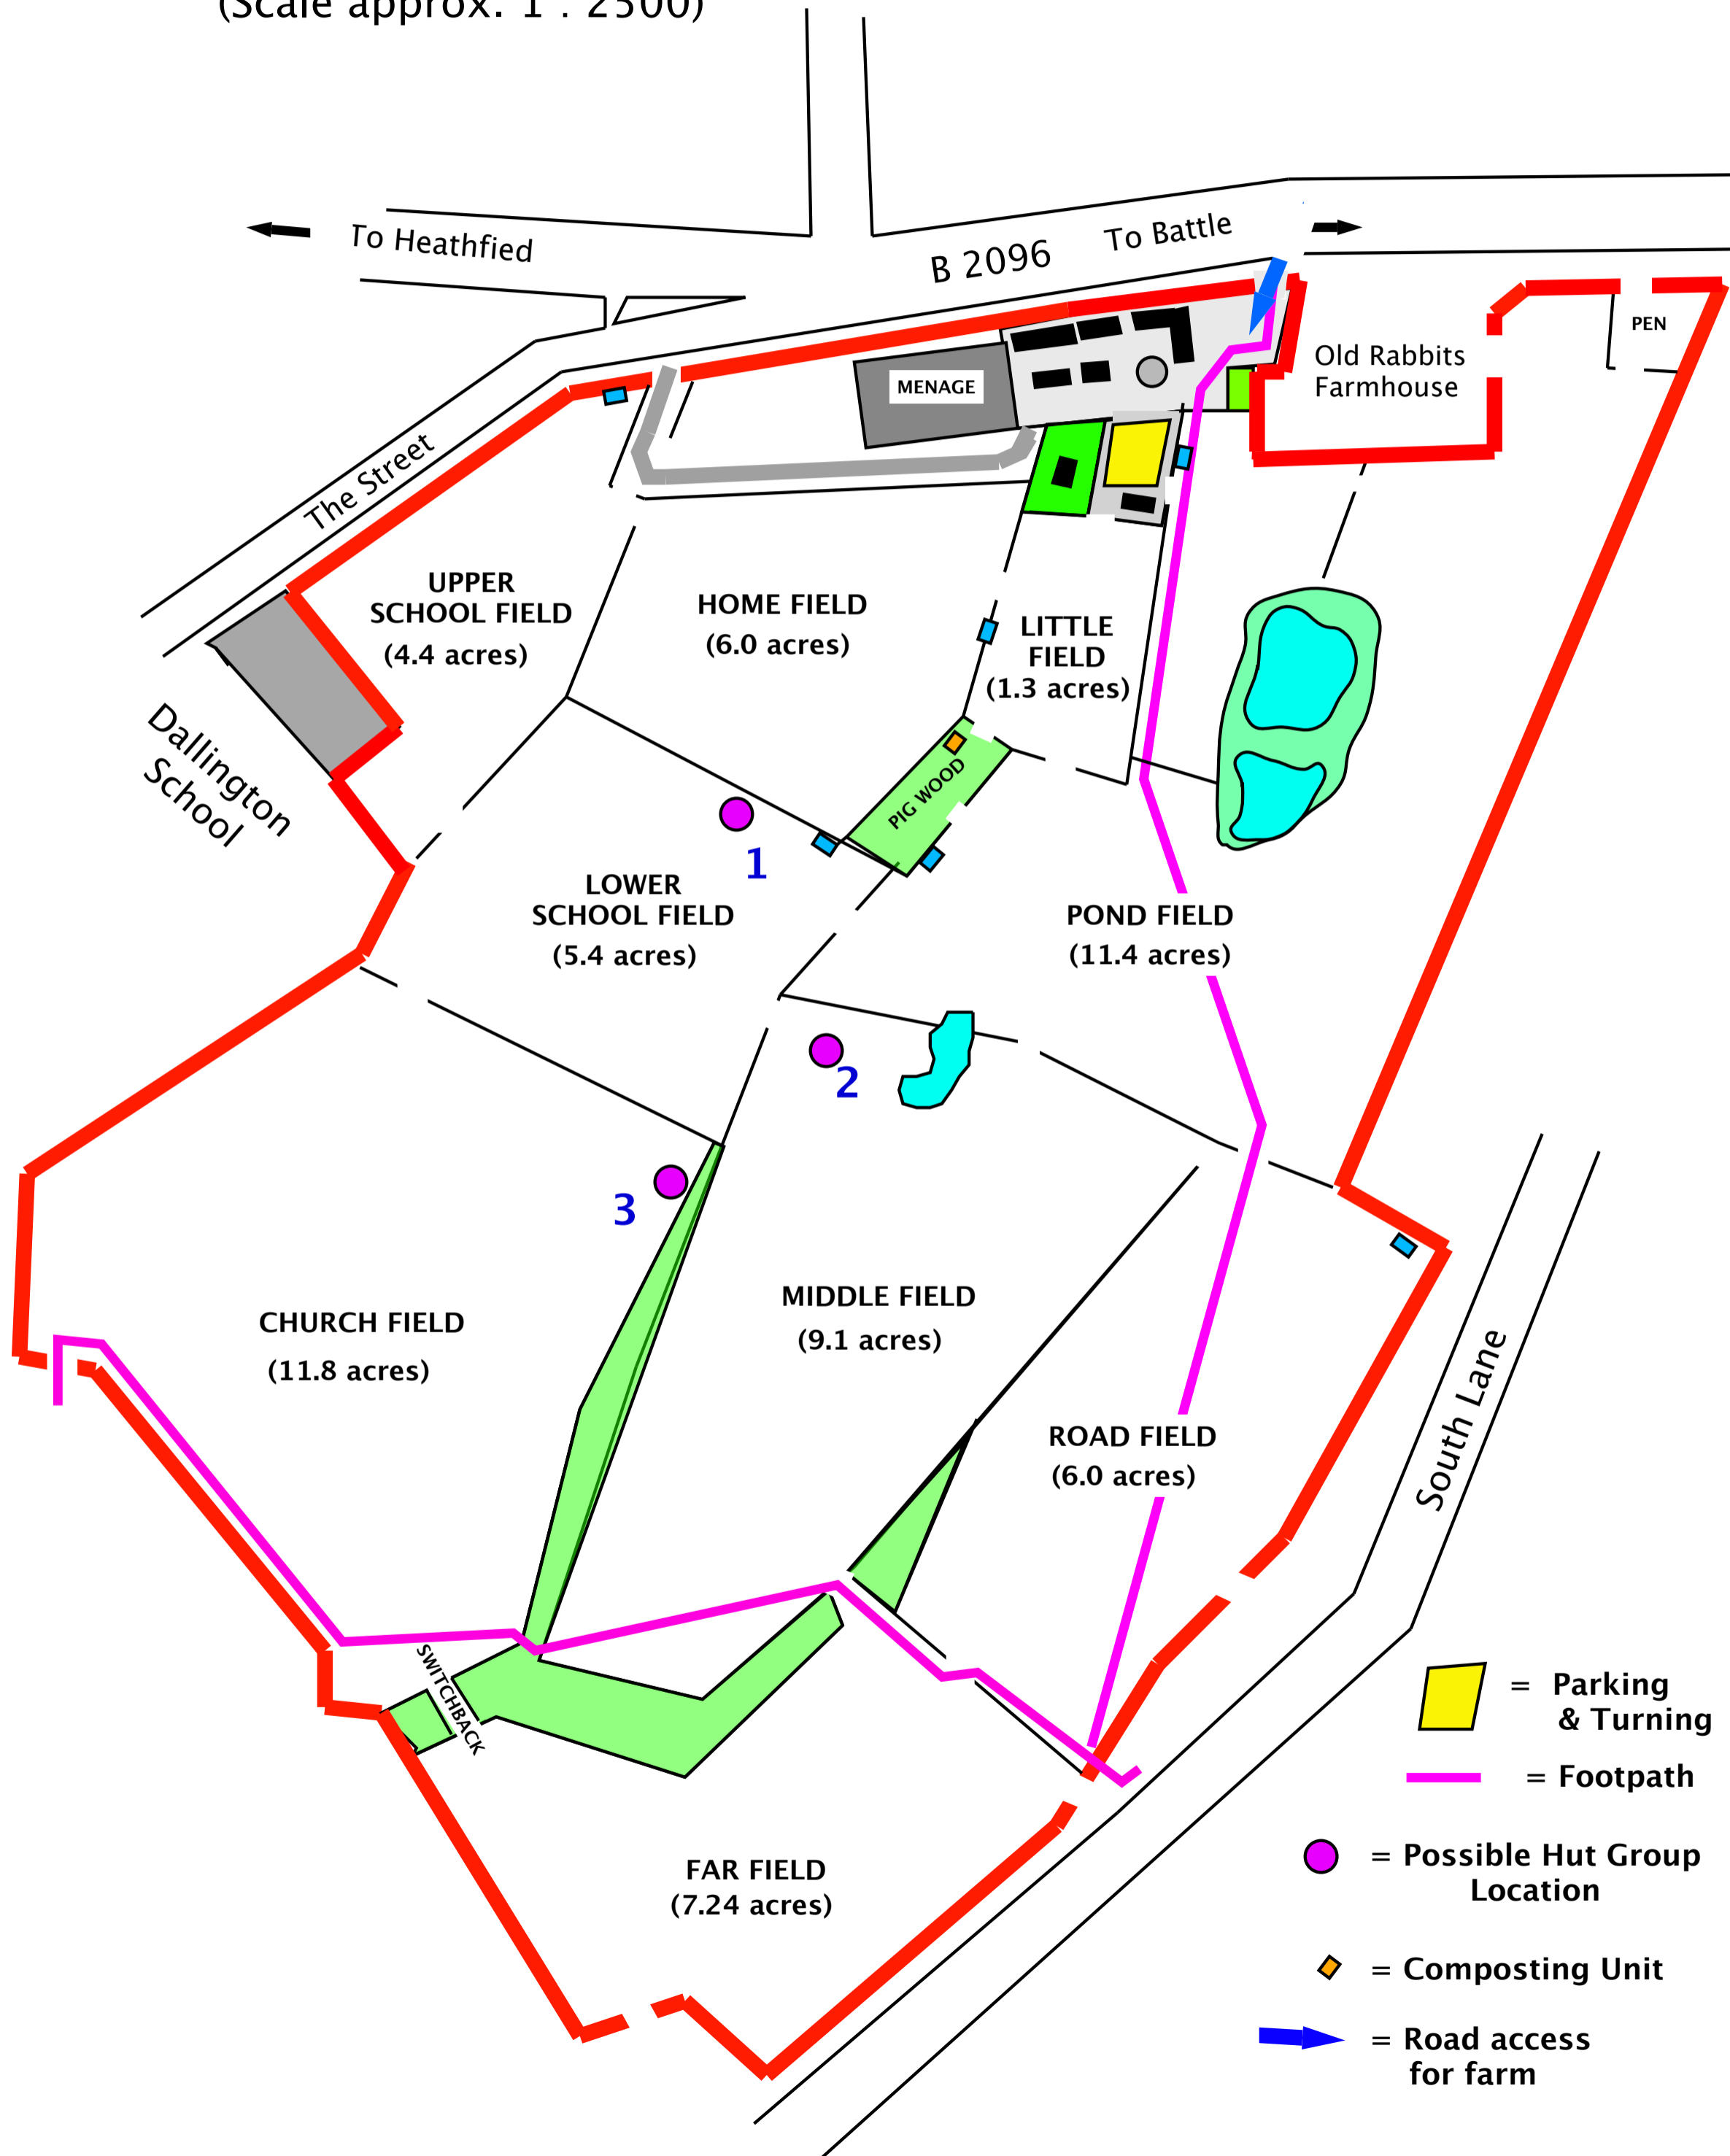 (Scale approx. 1 : 2500)
To Heathfied
B 2096
To Battle
The Street
MENAGE
Old Rabbits
Farmhouse
PEN
UPPER
SCHOOL FIELD
(4.4 acres)
HOME FIELD
(6.0 acres)
LITTLE
FIELD
(1.3 acres)
Dallington
School
PIG WOOD
1
LOWER
SCHOOL FIELD
(5.4 acres)
POND FIELD
(11.4 acres)
2
3
CHURCH FIELD
(11.8 acres)
MIDDLE FIELD
(9.1 acres)
ROAD FIELD
(6.0 acres)
South Lane
SWITCHBACK
FAR FIELD
(7.24 acres)
= Parking
& Turning
= Footpath
= Possible Hut Group
Location
= Composting Unit
= Road access
for farm